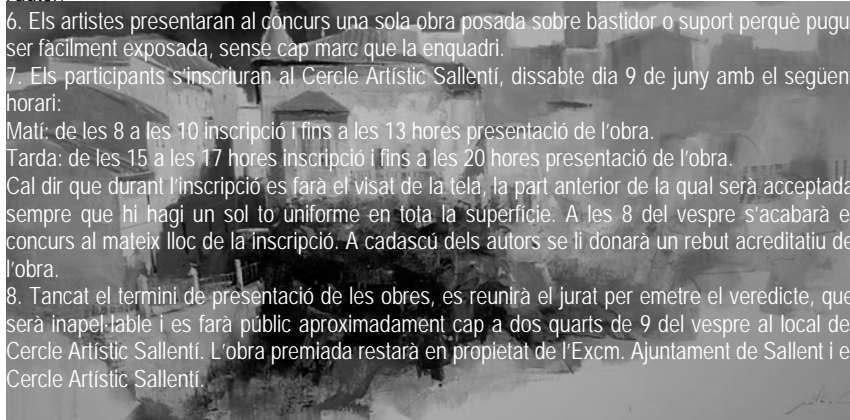 6. Els artistes presentaran al concurs una sola obra posada sobre bastidor o suport perquè pugu
ser fàcilment exposada, sense cap marc que la enquadri.
7. Els participants s'inscriuran al Cercle Artístic Sallentí, dissabte dia 9 de juny amb el següen
horari:
Matí: de les 8 a les 10 inscripció i fins a les 13 hores presentació de l'obra.
Tarda: de les 15 a les 17 hores inscripció i fins a les 20 hores presentació de l'obra.
Cal dir que durant l'inscripció es farà el visat de la tela, la part anterior de la qual serà acceptada
sempre que hi hagi un sol to uniforme en tota la superfície. A les 8 del vespre s'acabarà e
concurs al mateix lloc de la inscripció. A cadascú dels autors se li donarà un rebut acreditatiu de
l'obra.
8. Tancat el termini de presentació de les obres, es reunirà el jurat per emetre el veredicte, que
serà inapel·lable i es farà públic aproximadament cap a dos quarts de 9 del vespre al local de
Cercle Artístic Sallentí. L'obra premiada restarà en propietat de l'Excm. Ajuntament de Sallent i e
Cercle Artístic Sallentí.